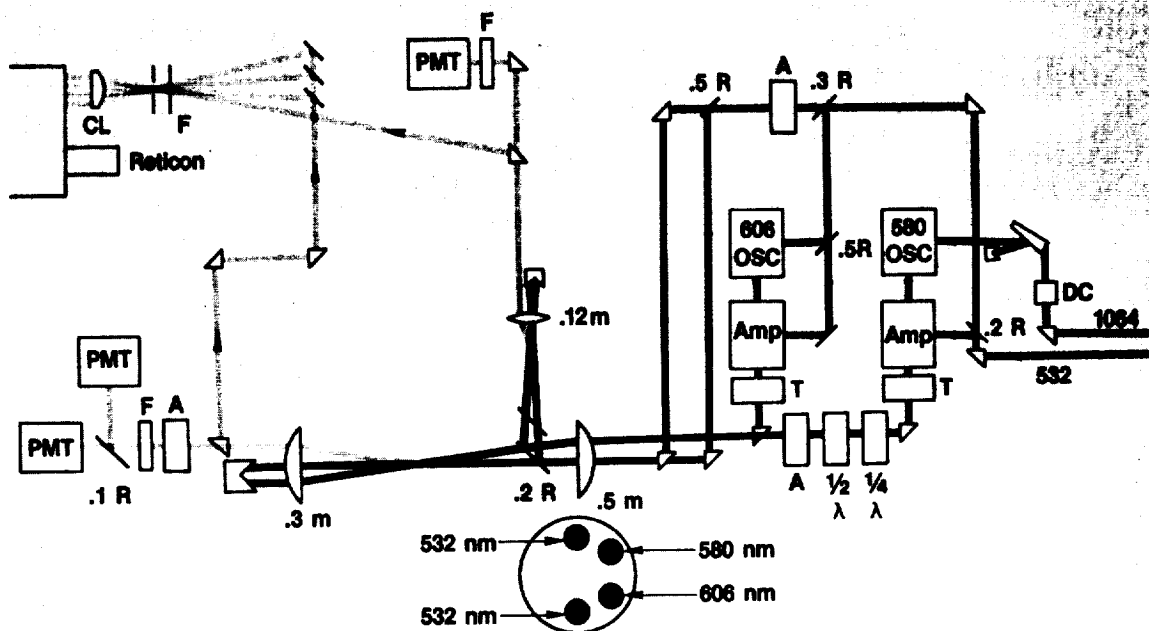 F
PMT
CL
F
Reticon
.5 R
A
.3 R
606
OSC
.5R
580
OSC
DC
Amp
Amp
.2 R
1064
532
T
T
.12 m
PMT
F
A
PMT
.1 R
.3 m
.2 R
.5 m
A
1/2
λ
1/4
λ
532 nm
580 nm
606 nm
532 nm